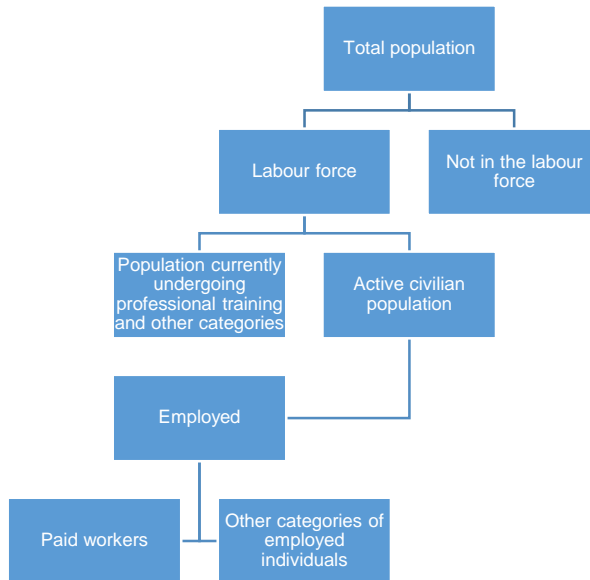 Total population
Labour force
Not in the labour
force
Population currently
undergoing
professional training
and other categories
Active civilian
population
Employed
Paid workers
Other categories of
employed
individuals